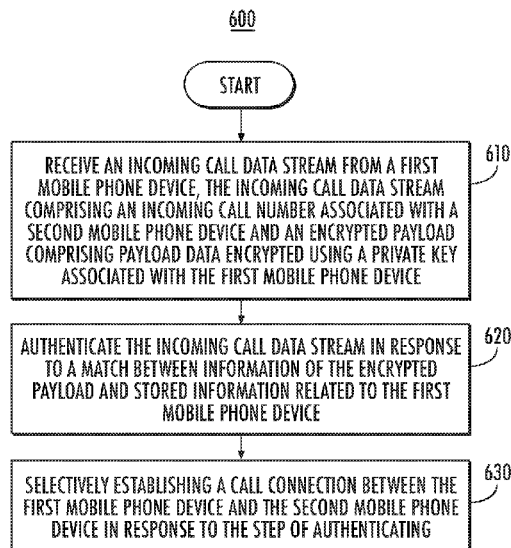 600
START
RECEIVE AN INCOMING CALL DATA STREAM FROM A FIRST
MOBILE PHONE DEVICE, THE INCOMING CALL DATA STREAM
COMPRISING AN INCOMING CALL NUMBER ASSOCIATED WITH A
SECOND MOBILE PHONE DEVICE AND AN ENCRYPTED PAYLOAD
COMPRISING PAYLOAD DATA ENCRYPTED USING A PRIVATE KEY
ASSOCIATED WITH THE FIRST MOBILE PHONE DEVICE
610
AUTHENTICATE THE INCOMING CALL DATA STREAM IN RESPONSE
TO A MATCH BETWEEN INFORMATION OF THE ENCRYPTED
PAYLOAD AND STORED INFORMATION RELATED TO THE FIRST
MOBILE PHONE DEVICE
620
SELECTIVELY ESTABLISHING A CALL CONNECTION BETWEEN THE
FIRST MOBILE PHONE DEVICE AND THE SECOND MOBILE PHONE
DEVICE IN RESPONSE TO THE STEP OF AUTHENTICATING
630